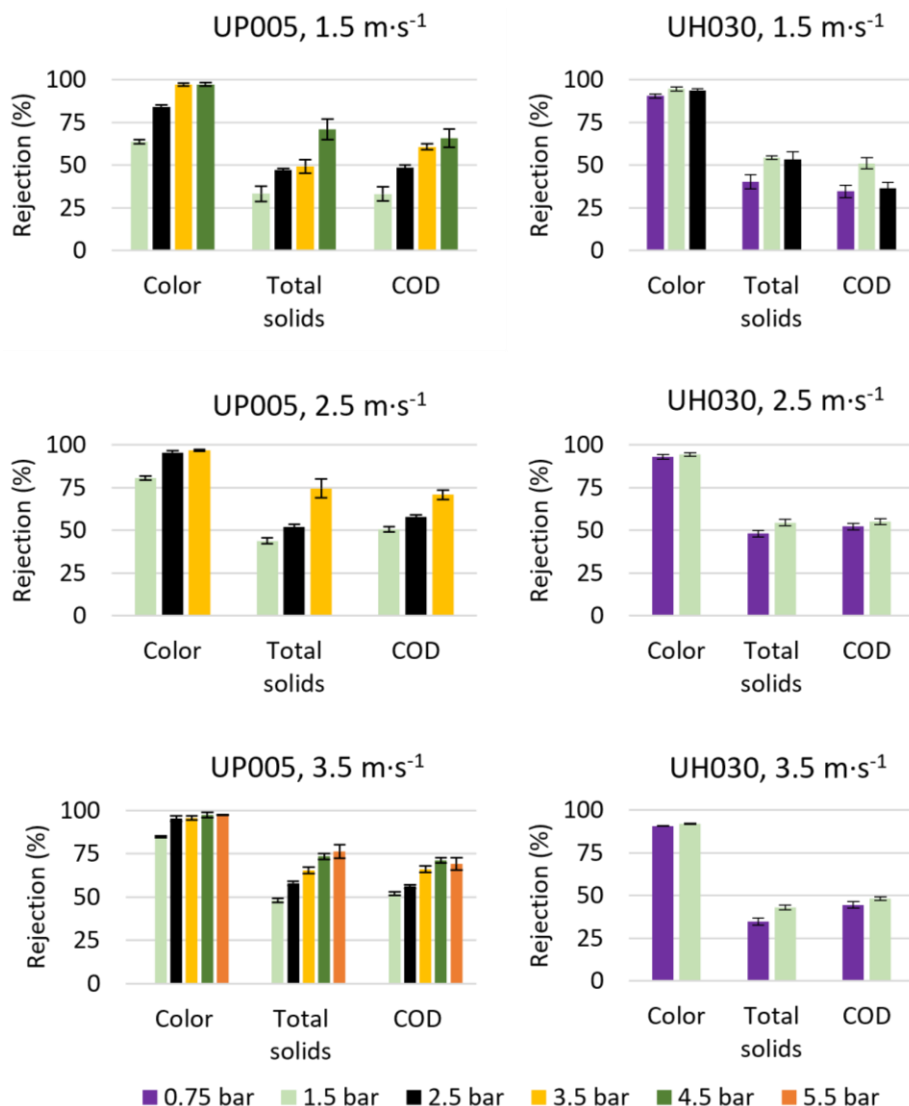 UP005, 1.5 m·s⁻¹
Rejection (%)
100
75
50
25
0
Color
Total
solids
COD
UH030, 1.5 m·s⁻¹
Rejection (%)
100
75
50
25
0
Color
Total
solids
COD
UP005, 2.5 m·s⁻¹
Rejection (%)
100
75
50
25
0
Color
Total
solids
COD
UH030, 2.5 m·s⁻¹
Rejection (%)
100
75
50
25
0
Color
Total
solids
COD
UP005, 3.5 m·s⁻¹
Rejection (%)
100
75
50
25
0
Color
Total
solids
COD
UH030, 3.5 m·s⁻¹
Rejection (%)
100
75
50
25
0
Color
Total
solids
COD
0.75 bar 1.5 bar 2.5 bar 3.5 bar 4.5 bar 5.5 bar